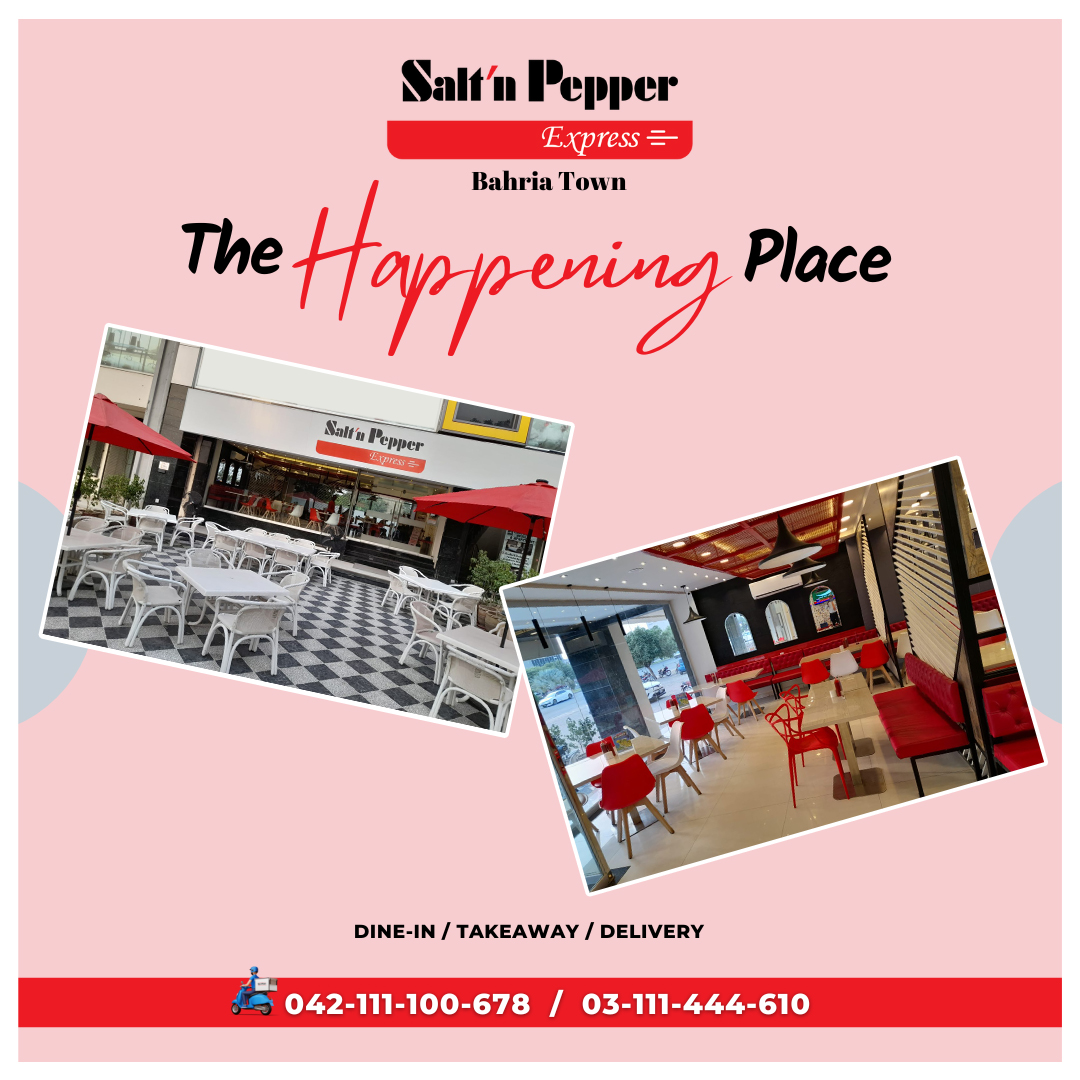 Salt'n Pepper
Express
Bahria Town
The Happening Place
Salt'n Pepper
Express
DINE-IN / TAKEAWAY / DELIVERY
042-111-100-678 / 03-111-444-610